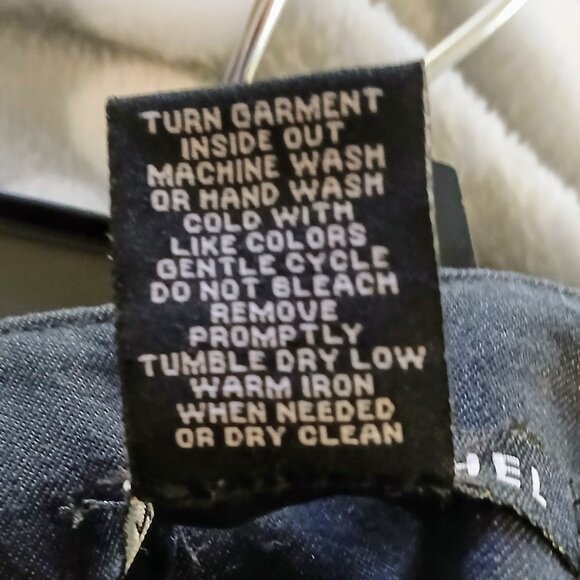 TURN GARMENT
INSIDE OUT
MACHINE WASH
OR HAND WASH
COLD WITH
LIKE COLORS
GENTLE CYCLE
DO NOT BLEACH
REMOVE
PROMPTLY
TUMBLE DRY LOW
WARM IRON
WHEN NEEDED
OR DRY CLEAN
HEL